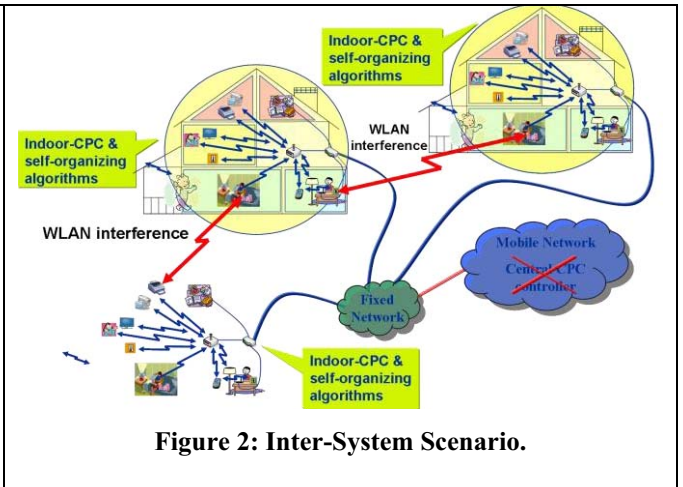 Indoor-CPC &
self-organizing
algorithms
Indoor-CPC &
self-organizing
algorithms
WLAN
interference
WLAN interference
Mobile Network
Central CPC
controller
Fixed
Network
Indoor-CPC &
self-organizing
algorithms
Figure 2: Inter-System Scenario.